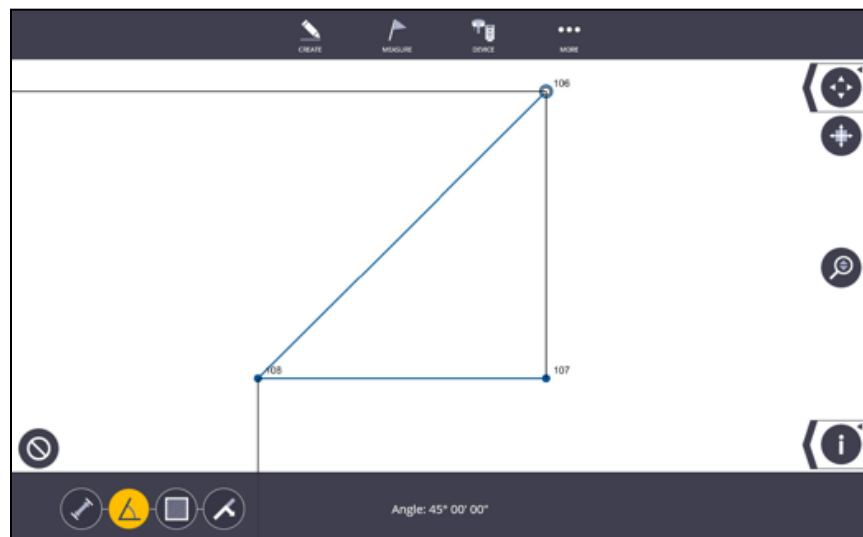 CREATE
MEASURE
DEVICE
MORE
106
108
107
Angle: 45° 00' 00"